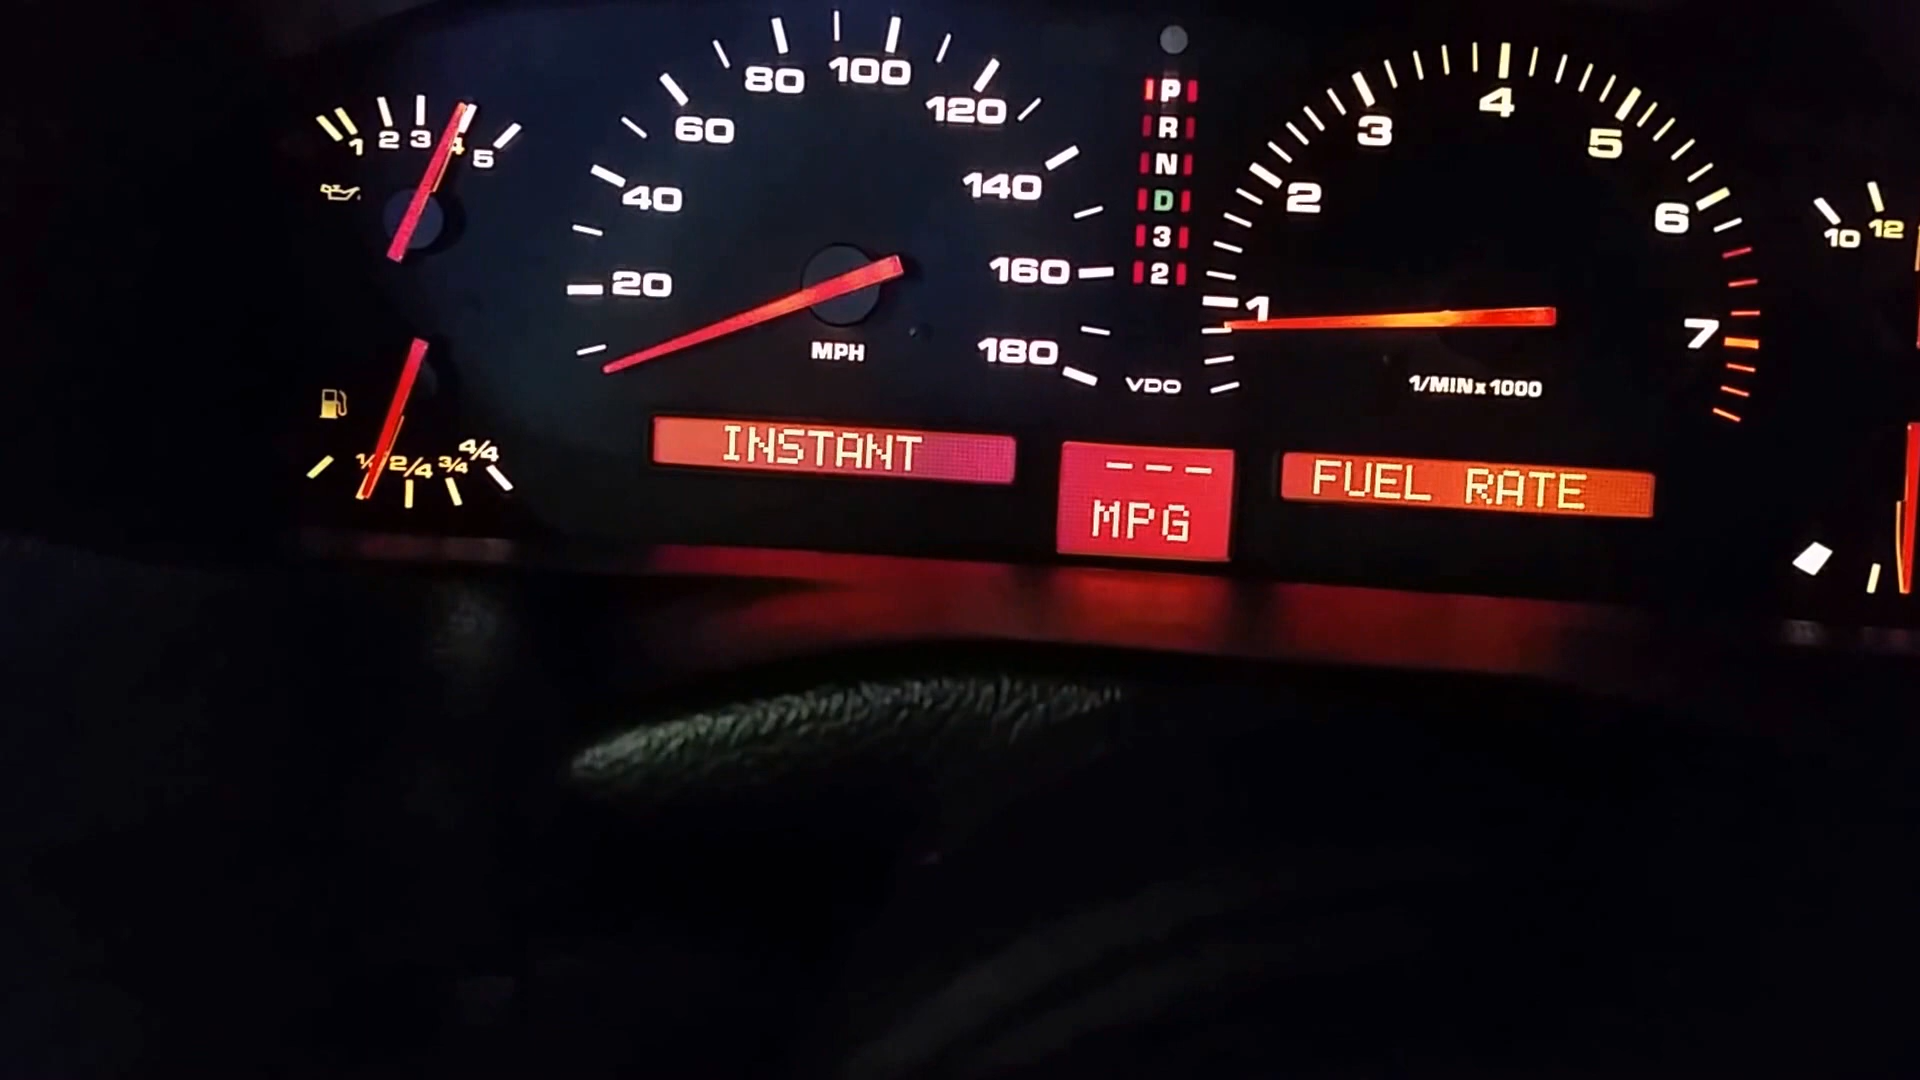 1 2 3 4 5
1/4 2/4 3/4 4/4
20 40 60 80 100 120 140 160 180
MPH
VDO
P
R
N
D
3
2
1 2 3 4 5 6 7
1/MINx1000
10 12
INSTANT
---
MPG
FUEL RATE